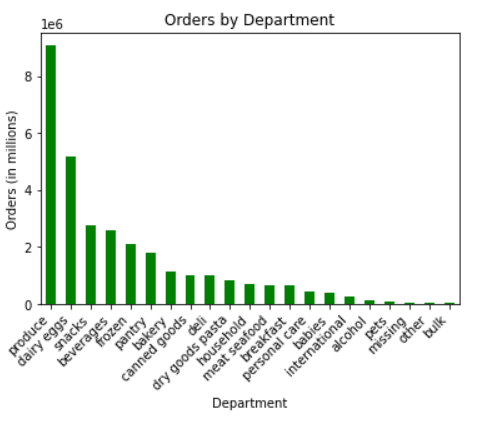 Orders by Department
1e6
8
6
4
2
0
Orders (in millions)
produce
dairy eggs
snacks
beverages
frozen
pantry
bakery
canned goods
deli
dry goods pasta
household
meat seafood
breakfast
personal care
babies
international
alcohol
pets
missing
other
bulk
Department